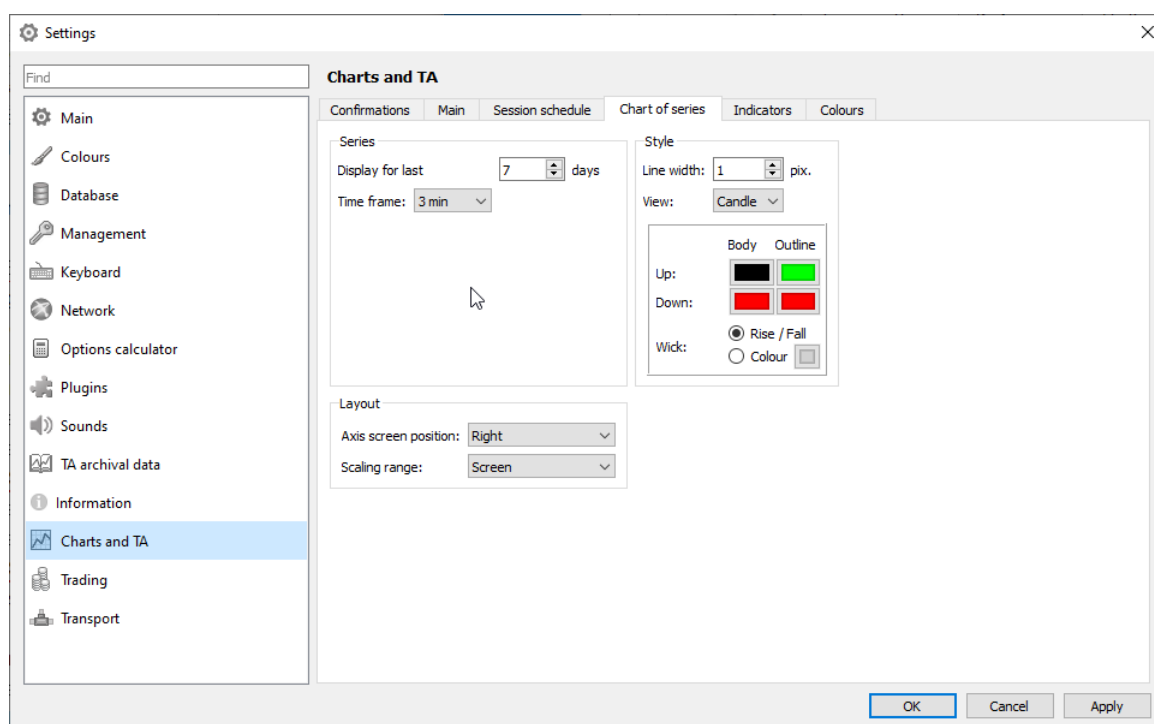 Settings
Find
Main
Colours
Database
Management
Keyboard
Network
Options calculator
Plugins
Sounds
TA archival data
Information
Charts and TA
Trading
Transport
Charts and TA
Confirmations Main Session schedule Chart of series Indicators Colours
Series
Display for last 7 days
Time frame: 3 min
Style
Line width: 1 pix.
View: Candle
Body Outline
Up:
Down:
Wick:
Rise / Fall
Colour
Layout
Axis screen position: Right
Scaling range: Screen
OK Cancel Apply